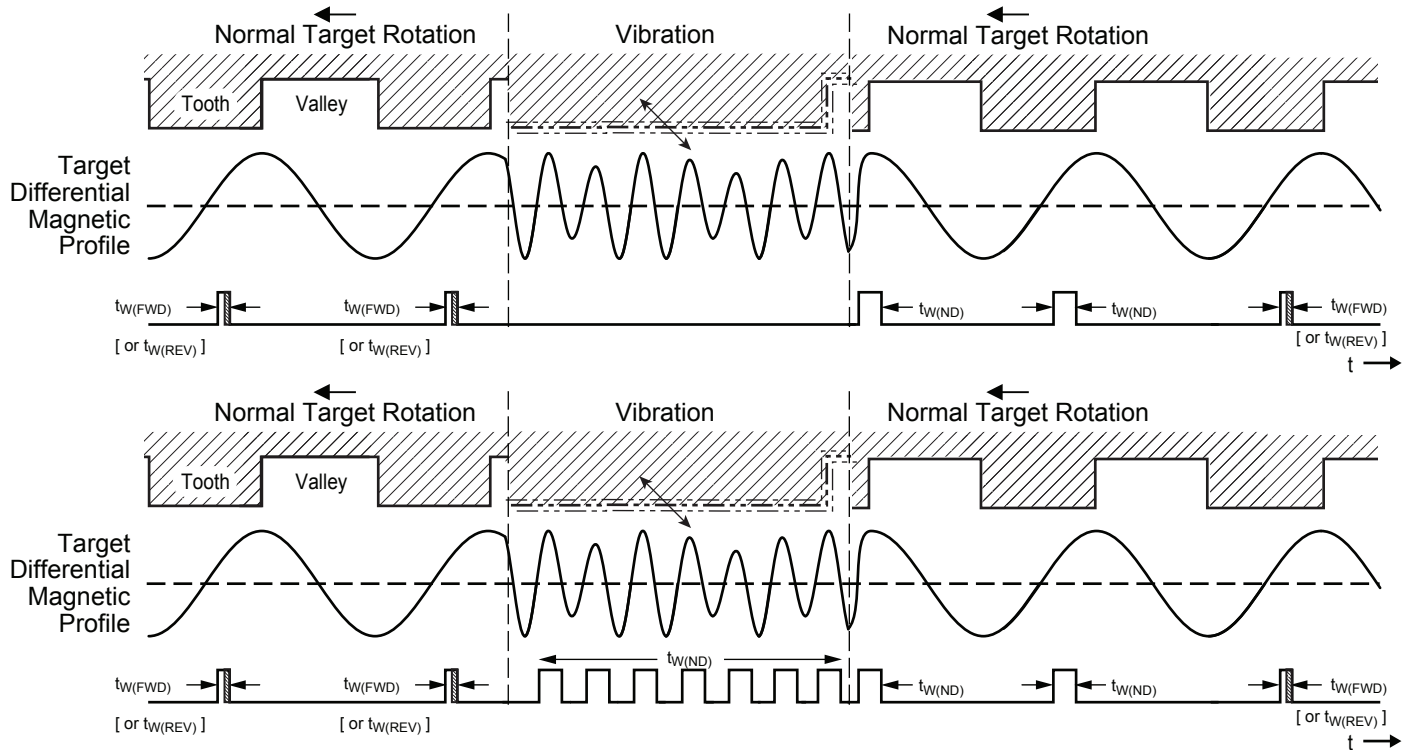 Normal Target Rotation Vibration Normal Target Rotation
Tooth Valley
Target
Differential
Magnetic
Profile
tW(FWD) tW(FWD) tW(ND) tW(ND) tW(FWD)
[ or tW(REV) ] [ or tW(REV) ] [ or tW(REV) ]
t
Normal Target Rotation Vibration Normal Target Rotation
Tooth Valley
Target
Differential
Magnetic
Profile
tW(ND)
tW(FWD) tW(FWD) tW(ND) tW(ND) tW(FWD)
[ or tW(REV) ] [ or tW(REV) ] [ or tW(REV) ]
t